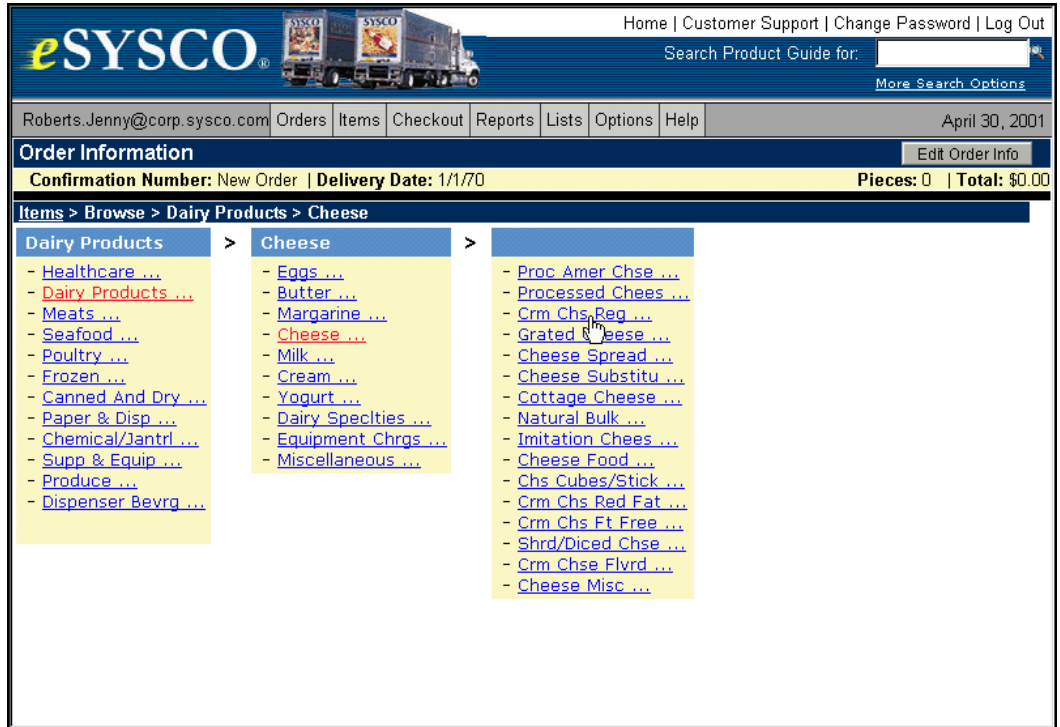 Home | Customer Support | Change Password | Log Out
eSYSCO®
SYSCO SYSCO
Search Product Guide for:
More Search Options
Roberts.Jenny@corp.sysco.com Orders Items Checkout Reports Lists Options Help April 30, 2001
Order Information Edit Order Info
Confirmation Number: New Order | Delivery Date: 1/1/70 Pieces: 0 | Total: $0.00
Items > Browse > Dairy Products > Cheese
Dairy Products > Cheese >
- Healthcare ...
- Dairy Products ...
- Meats ...
- Seafood ...
- Poultry ...
- Frozen ...
- Canned And Dry ...
- Paper & Disp ...
- Chemical/Jantrl ...
- Supp & Equip ...
- Produce ...
- Dispenser Bevrg ...
- Eggs ...
- Butter ...
- Margarine ...
- Cheese ...
- Milk ...
- Cream ...
- Yogurt ...
- Dairy Speclties ...
- Equipment Chrgs ...
- Miscellaneous ...
- Proc Amer Chse ...
- Processed Chees ...
- Crm Chs Reg ...
- Grated Cheese ...
- Cheese Spread ...
- Cheese Substitu ...
- Cottage Cheese ...
- Natural Bulk ...
- Imitation Chees ...
- Cheese Food ...
- Chs Cubes/Stick ...
- Crm Chs Red Fat ...
- Crm Chs Ft Free ...
- Shrd/Diced Chse ...
- Crm Chse Flvrd ...
- Cheese Misc ...